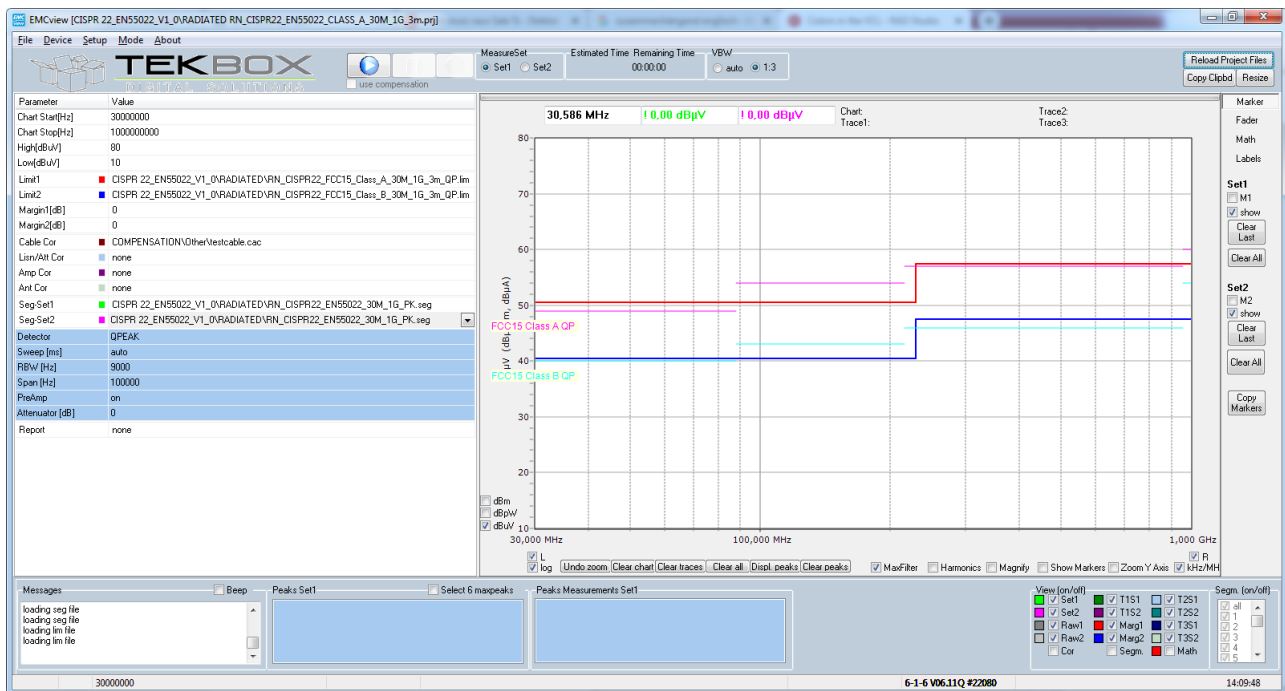 EMCview [CISPR 22_EN55022_V1_0\RADIATED RN_CISPR22_EN55022_CLASS_A_30M_1G_3m.prj]
File Device Setup Mode About
TEKBOX
DIGITAL SOLUTIONS
use compensation
MeasureSet
Set1 Set2
Estimated Time Remaining Time
00:00:00
VBW
auto 1:3
Reload Project Files
Copy Clipbd Resize
Parameter Value
Chart Start[Hz] 30000000
Chart Stop[Hz] 1000000000
High[dBuV] 80
Low[dBuV] 10
Limit1 CISPR 22_EN55022_V1_0\RADIATED\RN_CISPR22_FCC15_Class_A_30M_1G_3m_QP.lim
Limit2 CISPR 22_EN55022_V1_0\RADIATED\RN_CISPR22_FCC15_Class_B_30M_1G_3m_QP.lim
Margin1[dB] 0
Margin2[dB] 0
Cable Cor COMPENSATION\Other\testcable.cac
Lisn/Att Cor none
Amp Cor none
Ant Cor none
Seg-Set1 CISPR 22_EN55022_V1_0\RADIATED\RN_CISPR22_EN55022_30M_1G_PK.seg
Seg-Set2 CISPR 22_EN55022_V1_0\RADIATED\RN_CISPR22_EN55022_30M_1G_PK.seg
Detector QPEAK
Sweep [ms] auto
RBW [Hz] 9000
Span [Hz] 100000
PreAmp on
Attenuator [dB] 0
Report none
30,586 MHz ! 0,00 dBµV ! 0,00 dBµV
Chart: Trace2:
Trace1: Trace3:
80
70
60
50
40
30
20
10
FCC15 Class A QP
FCC15 Class B QP
dBm
dBpW
dBuV
30,000 MHz 100,000 MHz 1,000 GHz
L R
log Undo zoom Clear chart Clear traces Clear all Displ. peaks Clear peaks MaxFilter Harmonics Magnify Show Markers Zoom Y Axis kHz/MH
Marker
Fader
Math
Labels
Set1
M1
show
Clear Last
Clear All
Set2
M2
show
Clear Last
Clear All
Copy Markers
Messages Beep
loading seg file
loading seg file
loading lim file
loading lim file
Peaks Set1 Select 6 maxpeaks
Peaks Measurements Set1
View (on/off)
Set1 T1S1 T2S1
Set2 T1S2 T2S2
Raw1 Marg1 T3S1
Raw2 Marg2 T3S2
Cor Segm. Math
Segm. (on/off)
all
1
2
3
4
5
30000000 6-1-6 V06.11Q #22080 14:09:48